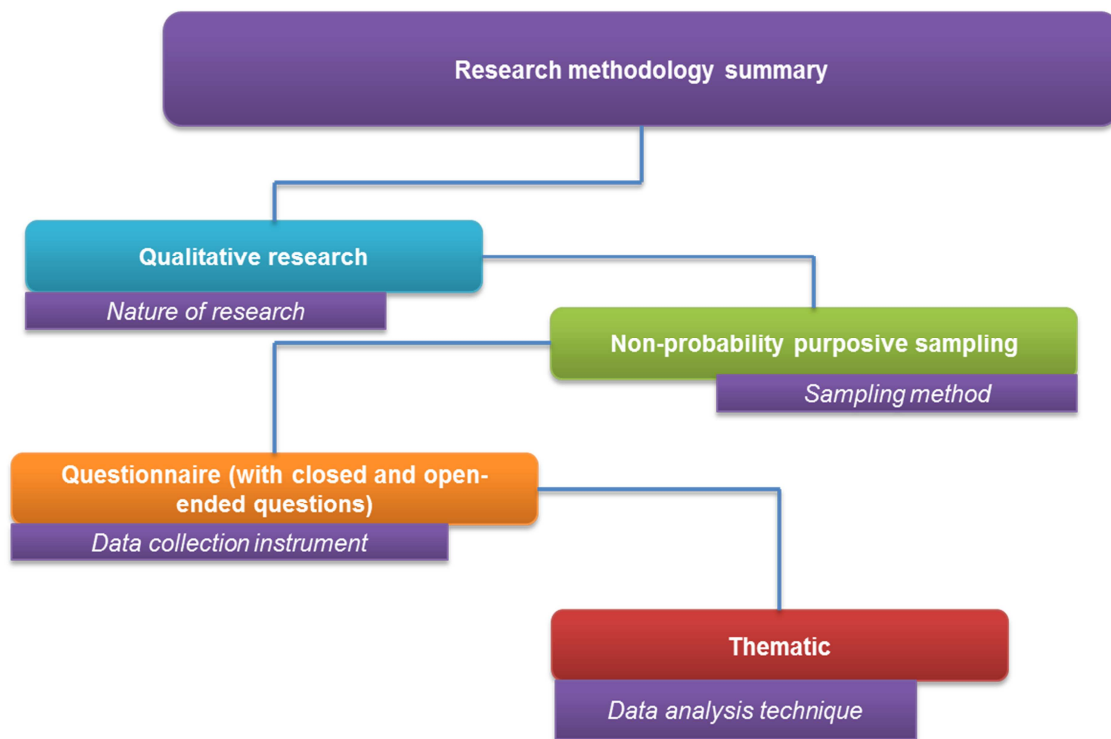 Research methodology summary
Qualitative research
Nature of research
Non-probability purposive sampling
Sampling method
Questionnaire (with closed and open-
ended questions)
Data collection instrument
Thematic
Data analysis technique